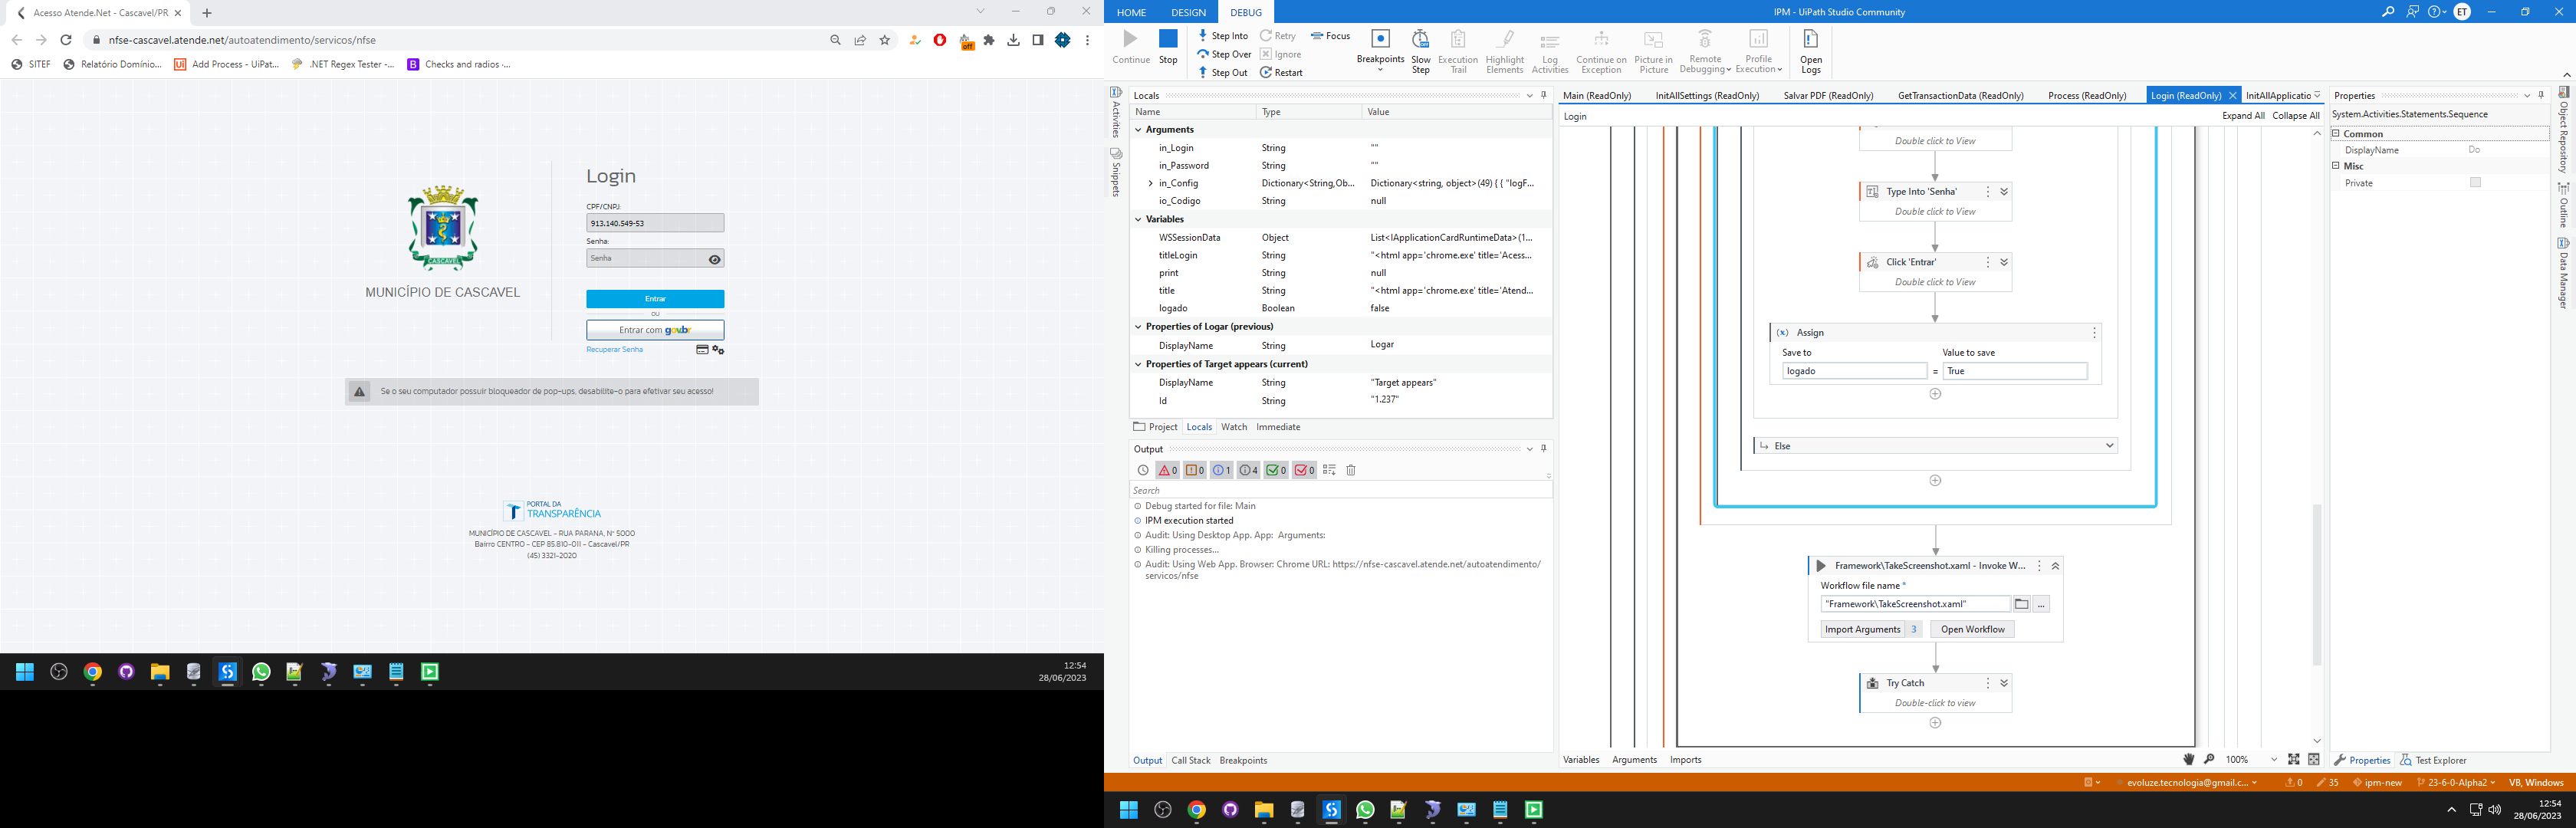 Acesso Atende.Net - Cascavel/PR
nfse-cascavel.atende.net/autoatendimento/servicos/nfse
off
SITEF
Relatório Domínio...
Add Process - UiPat...
.NET Regex Tester -...
Checks and radios ·...
CASCAVEL
MUNICÍPIO DE CASCAVEL
Login
CPF/CNPJ:
913.140.549-53
Senha:
Senha
Entrar
ou
Entrar com gov.br
Recuperar Senha
Se o seu computador possuir bloqueador de pop-ups, desabilite-o para efetivar seu acesso!
PORTAL DA
TRANSPARÊNCIA
MUNICÍPIO DE CASCAVEL - RUA PARANA, Nº 5000
Bairro CENTRO - CEP 85.810-011 - Cascavel/PR
(45) 3321-2020
12:54
28/06/2023
HOME DESIGN DEBUG
IPM - UiPath Studio Community
ET
Continue
Stop
Step Into
Step Over
Step Out
Retry
Ignore
Restart
Focus
Breakpoints
Slow Step
Execution Trail
Highlight Elements
Log Activities
Continue on Exception
Picture in Picture
Remote Debugging
Profile Execution
Open Logs
Activities
Snippets
Locals
Name Type Value
Arguments
in_Login String ""
in_Password String ""
in_Config Dictionary<String,Ob... Dictionary<string, object>(49) { { "logF...
io_Codigo String null
Variables
WSSessionData Object List<IApplicationCardRuntimeData>(1...
titleLogin String "<html app='chrome.exe' title='Acess...
print String null
title String "<html app='chrome.exe' title='Atend...
logado Boolean false
Properties of Logar (previous)
DisplayName String Logar
Properties of Target appears (current)
DisplayName String "Target appears"
Id String "1.237"
Project Locals Watch Immediate
Output
0 0 1 4 0 0
Search
Debug started for file: Main
IPM execution started
Audit: Using Desktop App. App: Arguments:
Killing processes...
Audit: Using Web App. Browser: Chrome URL: https://nfse-cascavel.atende.net/autoatendimento/
servicos/nfse
Output Call Stack Breakpoints
Main (ReadOnly) InitAllSettings (ReadOnly) Salvar PDF (ReadOnly) GetTransactionData (ReadOnly) Process (ReadOnly) Login (ReadOnly) InitAllApplicatio
Login
Expand All Collapse All
Double click to View
Type Into 'Senha'
Double click to View
Click 'Entrar'
Double click to View
Assign
Save to Value to save
logado = True
Else
Framework\TakeScreenshot.xaml - Invoke W...
Workflow file name *
"Framework\TakeScreenshot.xaml" ...
Import Arguments 3 Open Workflow
Try Catch
Double-click to view
Variables Arguments Imports
100%
Properties
System.Activities.Statements.Sequence
Common
DisplayName Do
Misc
Private
Properties Test Explorer
Object Repository
Outline
Data Manager
evoluze.tecnologia@gmail.c... 0 35 ipm-new 23-6-0-Alpha2 VB, Windows
12:54
28/06/2023